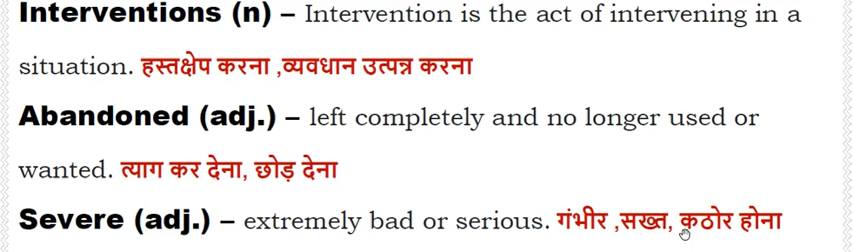 Interventions (n) – Intervention is the act of intervening in a
situation. हस्तक्षेप करना ,व्यवधान उत्पन्न करना
Abandoned (adj.) – left completely and no longer used or
wanted. त्याग कर देना, छोड़ देना
Severe (adj.) – extremely bad or serious. गंभीर ,सख्त, कठोर होना